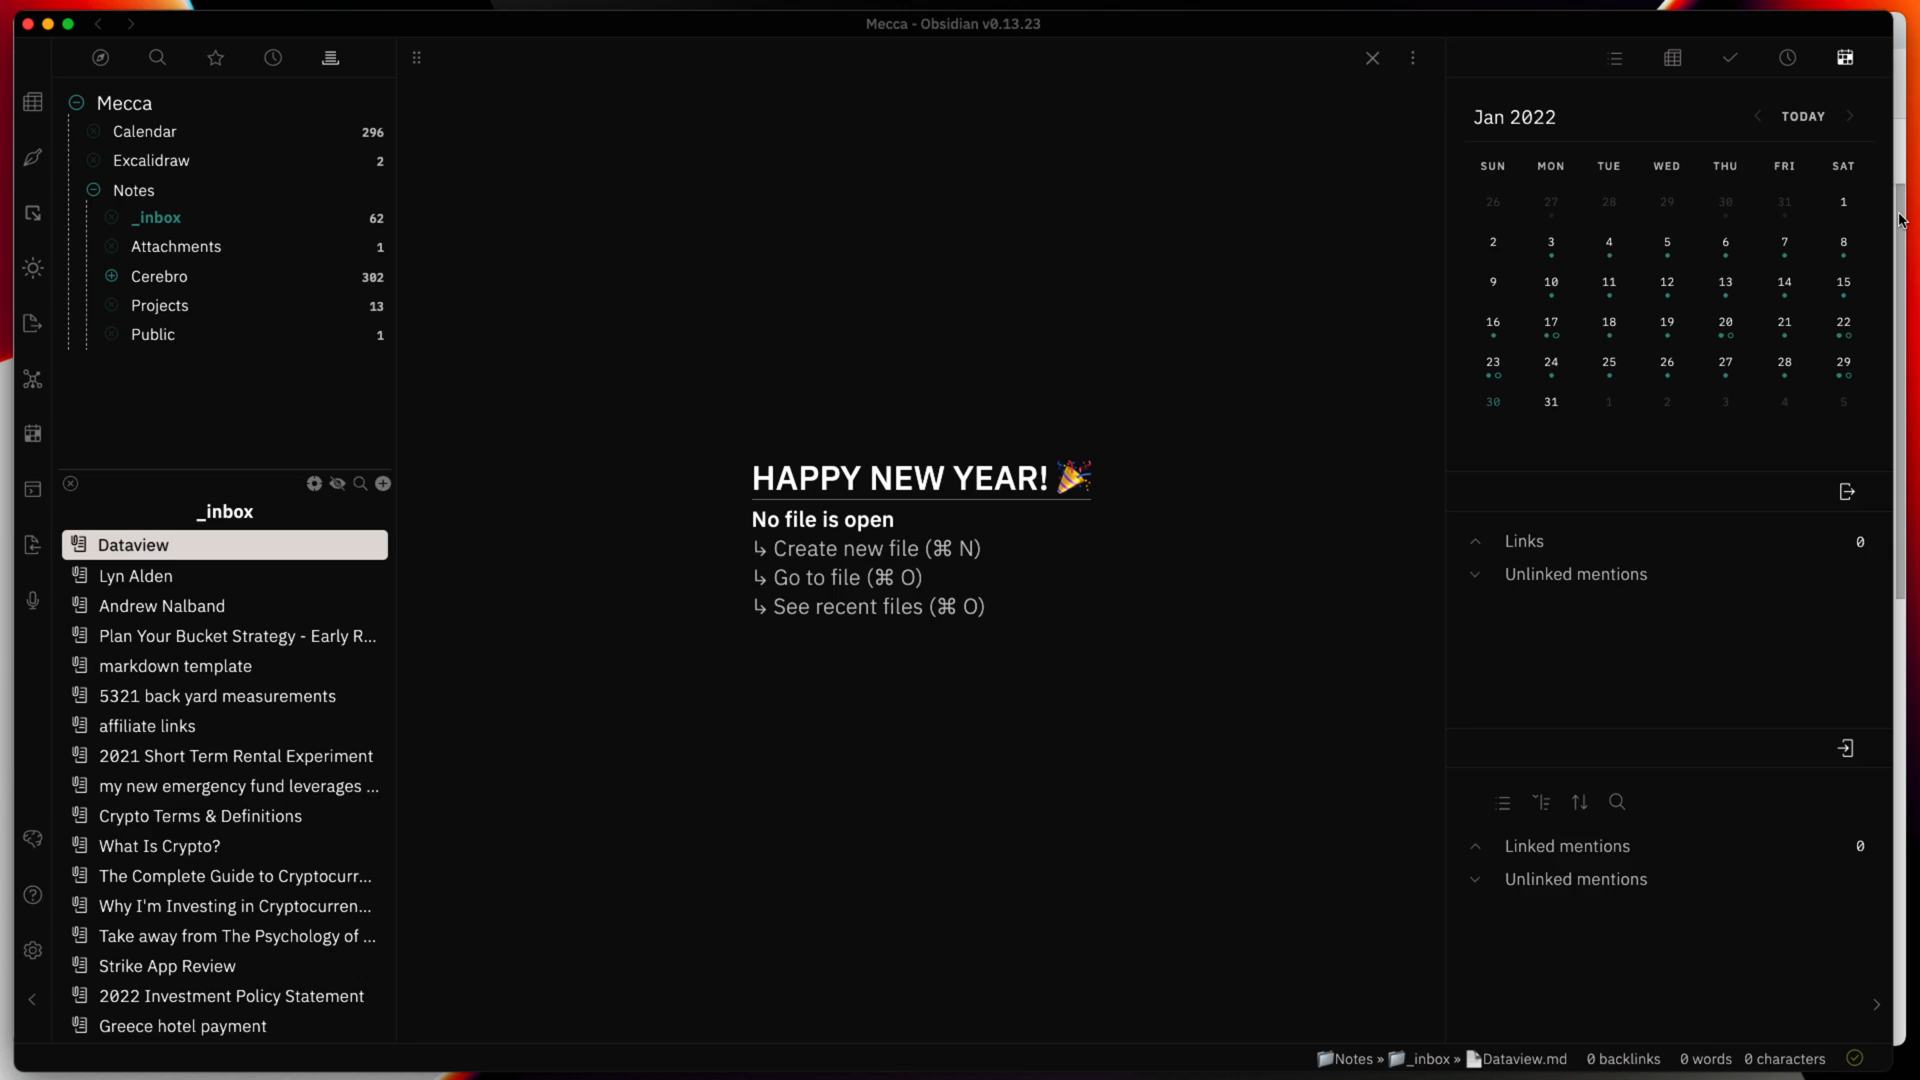 Mecca - Obsidian v0.13.23
Mecca
Calendar 296
Excalidraw 2
Notes
_inbox 62
Attachments 1
Cerebro 302
Projects 13
Public 1
_inbox
Dataview
Lyn Alden
Andrew Nalband
Plan Your Bucket Strategy - Early R...
markdown template
5321 back yard measurements
affiliate links
2021 Short Term Rental Experiment
my new emergency fund leverages ...
Crypto Terms & Definitions
What Is Crypto?
The Complete Guide to Cryptocurr...
Why I'm Investing in Cryptocurren...
Take away from The Psychology of ...
Strike App Review
2022 Investment Policy Statement
Greece hotel payment
HAPPY NEW YEAR! 🎉
No file is open
↳ Create new file (⌘ N)
↳ Go to file (⌘ O)
↳ See recent files (⌘ O)
Jan 2022 TODAY
SUN MON TUE WED THU FRI SAT
26 27 28 29 30 31 1
2 3 4 5 6 7 8
9 10 11 12 13 14 15
16 17 18 19 20 21 22
23 24 25 26 27 28 29
30 31 1 2 3 4 5
Links 0
Unlinked mentions
Linked mentions 0
Unlinked mentions
Notes » _inbox » Dataview.md 0 backlinks 0 words 0 characters